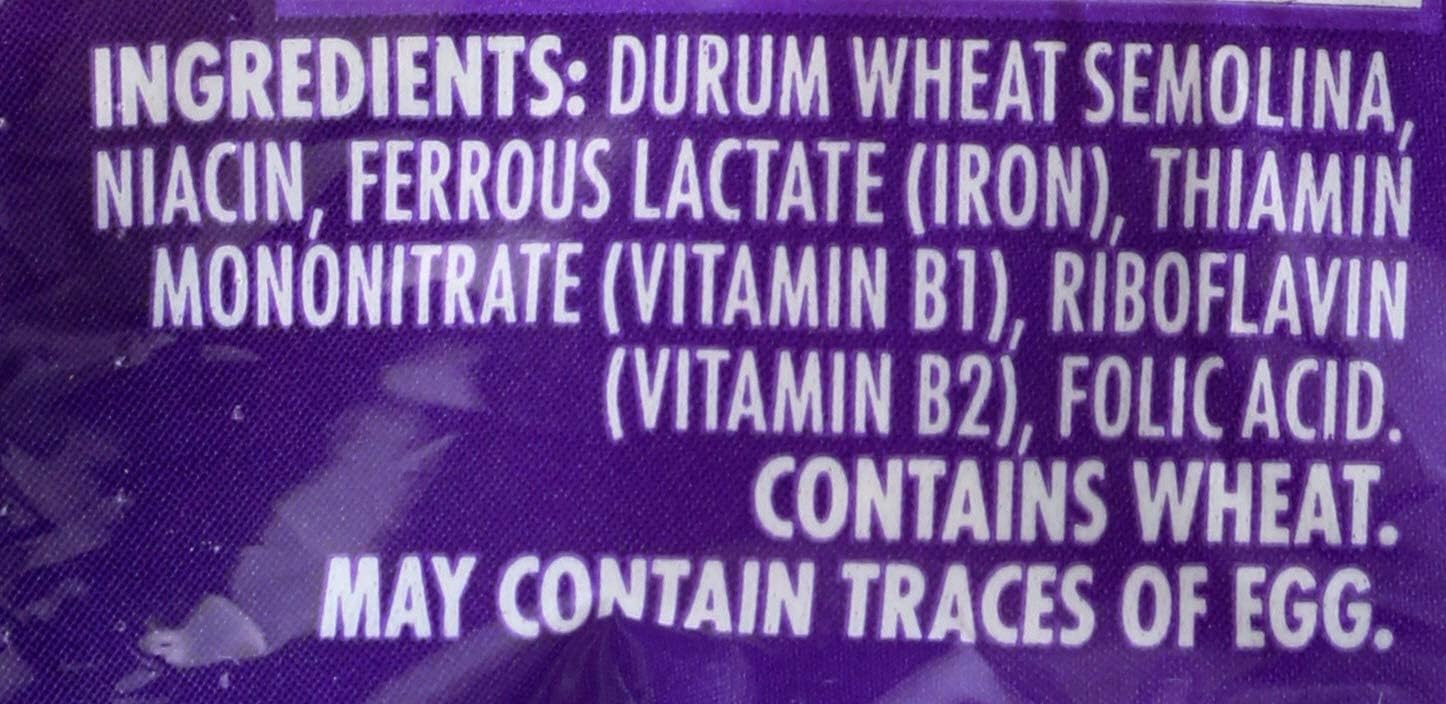 INGREDIENTS: DURUM WHEAT SEMOLINA,
NIACIN, FERROUS LACTATE (IRON), THIAMIN
MONONITRATE (VITAMIN B1), RIBOFLAVIN
(VITAMIN B2), FOLIC ACID.
CONTAINS WHEAT.
MAY CONTAIN TRACES OF EGG.